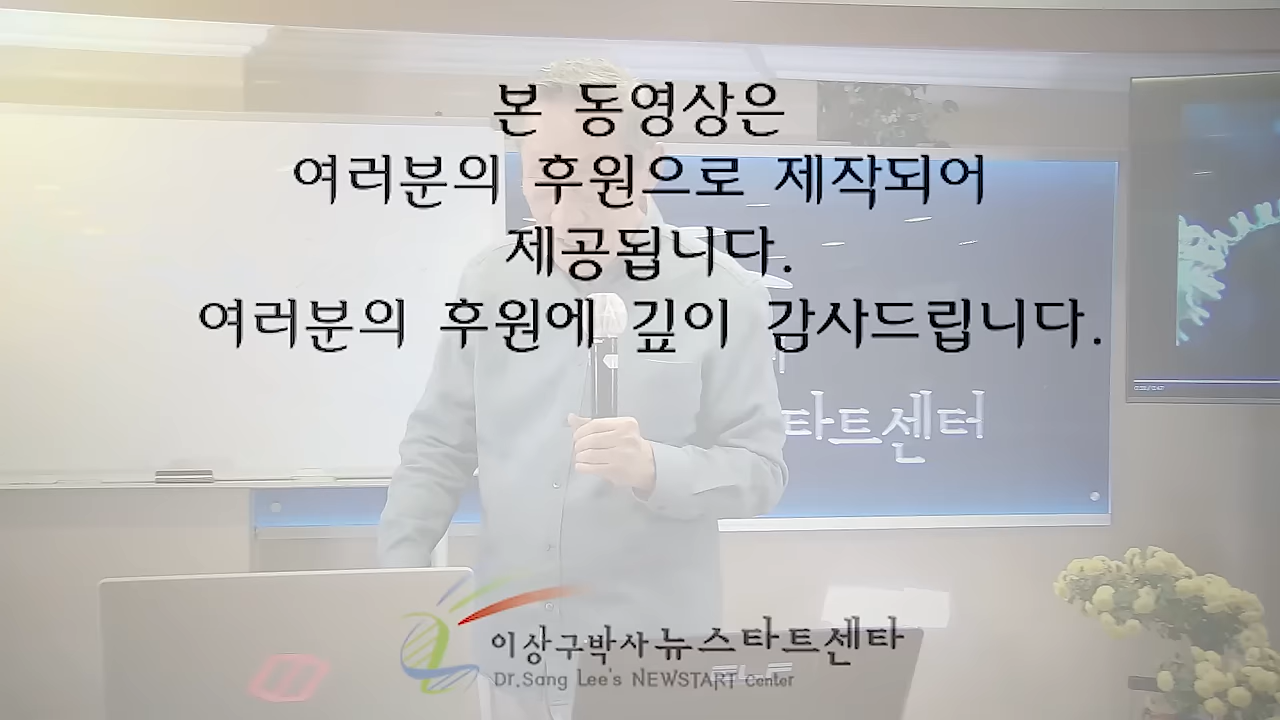 본 동영상은
여러분의 후원으로 제작되어
제공됩니다.
여러분의 후원에 깊이 감사드립니다.
타트센터
이상구박사 뉴스타트센타
Dr.Sang Lee's NEWSTART Center